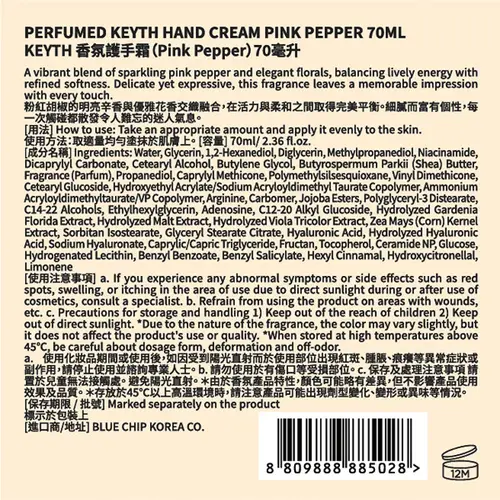 PERFUMED KEYTH HAND CREAM PINK PEPPER 70ML
KEYTH 香氛護手霜(Pink Pepper)70毫升
A vibrant blend of sparkling pink pepper and elegant florals, balancing lively energy with
refined softness. Delicate yet expressive, this fragrance leaves a memorable impression
with every touch.
粉紅胡椒的明亮辛香與優雅花香交織融合,在活力與柔和之間取得完美平衡。細膩而富有個性,每
一次觸碰都散發令人難忘的迷人氣息。
[用法] How to use: Take an appropriate amount and apply it evenly to the skin.
使用方法:取適量均勻塗抹於肌膚上。[容量] 70ml/ 2.36 fl.oz.
[成分名稱] Ingredients: Water, Glycerin, 1,2-Hexanediol, Diglycerin, Methylpropanediol, Niacinamide,
Dicaprylyl Carbonate, Cetearyl Alcohol, Butylene Glycol, Butyrospermum Parkii (Shea) Butter,
Fragrance (Parfum), Propanediol, Caprylyl Methicone, Polymethylsilsesquioxane, Vinyl Dimethicone,
Cetearyl Glucoside, Hydroxyethyl Acrylate/Sodium Acryloyldimethyl Taurate Copolymer, Ammonium
Acryloyldimethyltaurate/VP Copolymer, Arginine, Carbomer, Jojoba Esters, Polyglyceryl-3 Distearate,
C14-22 Alcohols, Ethylhexylglycerin, Adenosine, C12-20 Alkyl Glucoside, Hydrolyzed Gardenia
Florida Extract, Hydrolyzed Malt Extract, Hydrolyzed Viola Tricolor Extract, Zea Mays (Corn) Kernel
Extract, Sorbitan Isostearate, Glyceryl Stearate Citrate, Hyaluronic Acid, Hydrolyzed Hyaluronic
Acid, Sodium Hyaluronate, Caprylic/Capric Triglyceride, Fructan, Tocopherol, Ceramide NP, Glucose,
Hydrogenated Lecithin, Benzyl Benzoate, Benzyl Salicylate, Hexyl Cinnamal, Hydroxycitronellal,
Limonene
[使用注意事項] a. If you experience any abnormal symptoms or side effects such as red
spots, swelling, or itching in the area of use due to direct sunlight during or after use of
cosmetics, consult a specialist. b. Refrain from using the product on areas with wounds,
etc. c. Precautions for storage and handling 1) Keep out of the reach of children 2) Keep
out of direct sunlight. *Due to the nature of the fragrance, the color may vary slightly, but
it does not affect the product's use or quality. *When stored at high temperatures above
45°C, be careful about dosage form, deformation and off-odor.
a. 使用化妝品期間或使用後,如因受到陽光直射而於使用部位出現紅斑、腫脹、搔癢等異常症狀或
副作用,請停止使用並諮詢專業人士。b. 請勿使用於有傷口等受損部位。c. 保存及處理注意事項 請
置於兒童無法接觸處。避免陽光直射。*由於香氛產品特性,顏色可能略有差異,但不影響產品使用
效果及品質。*存放於45°C以上高溫環境時,請注意產品可能出現劑型變化、變形或異味等情況。
[保存期限 / 批號] Marked separately on the product
標示於包裝上
[進口商/地址] BLUE CHIP KOREA CO.
8 809888 885028 >
12M